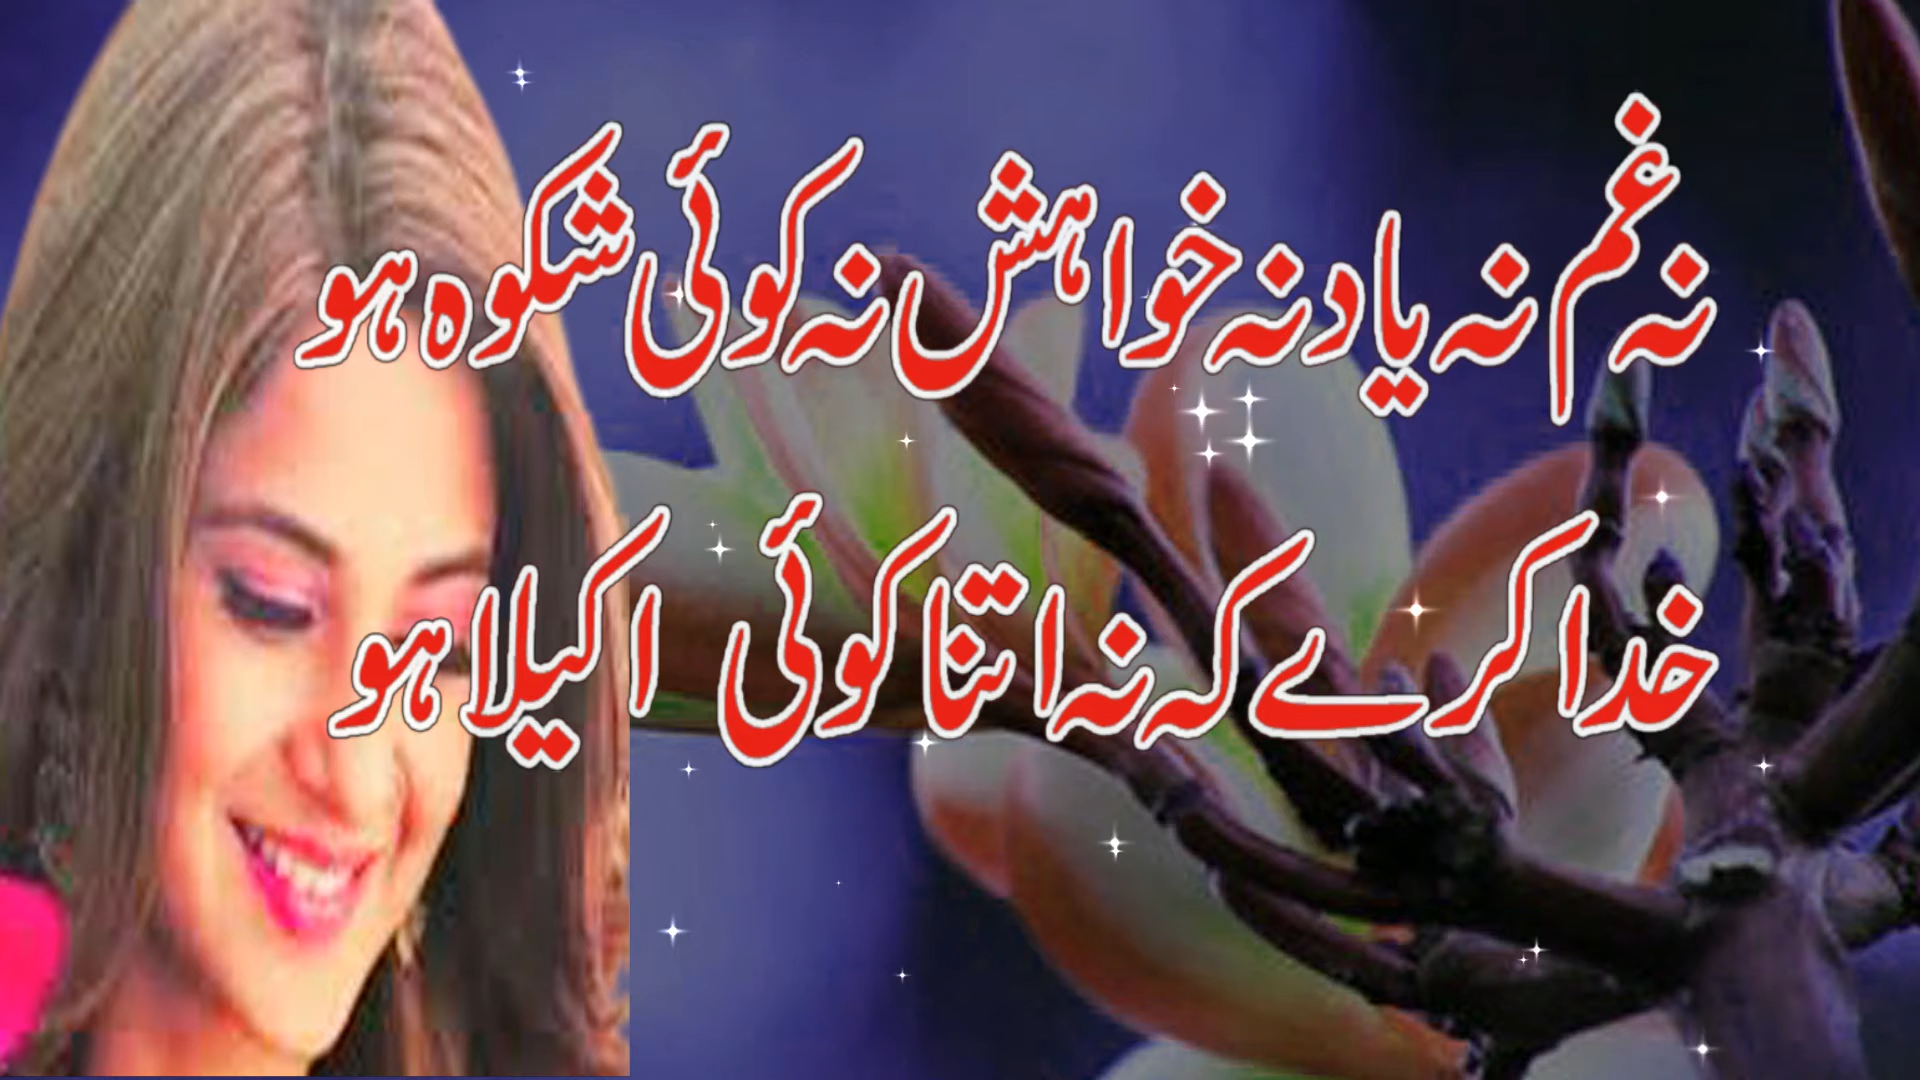 نہ غم نہ یاد نہ خواہش نہ کوئی شکوہ ہو
خدا کرے کہ نہ اتنا کوئی اکیلا ہو